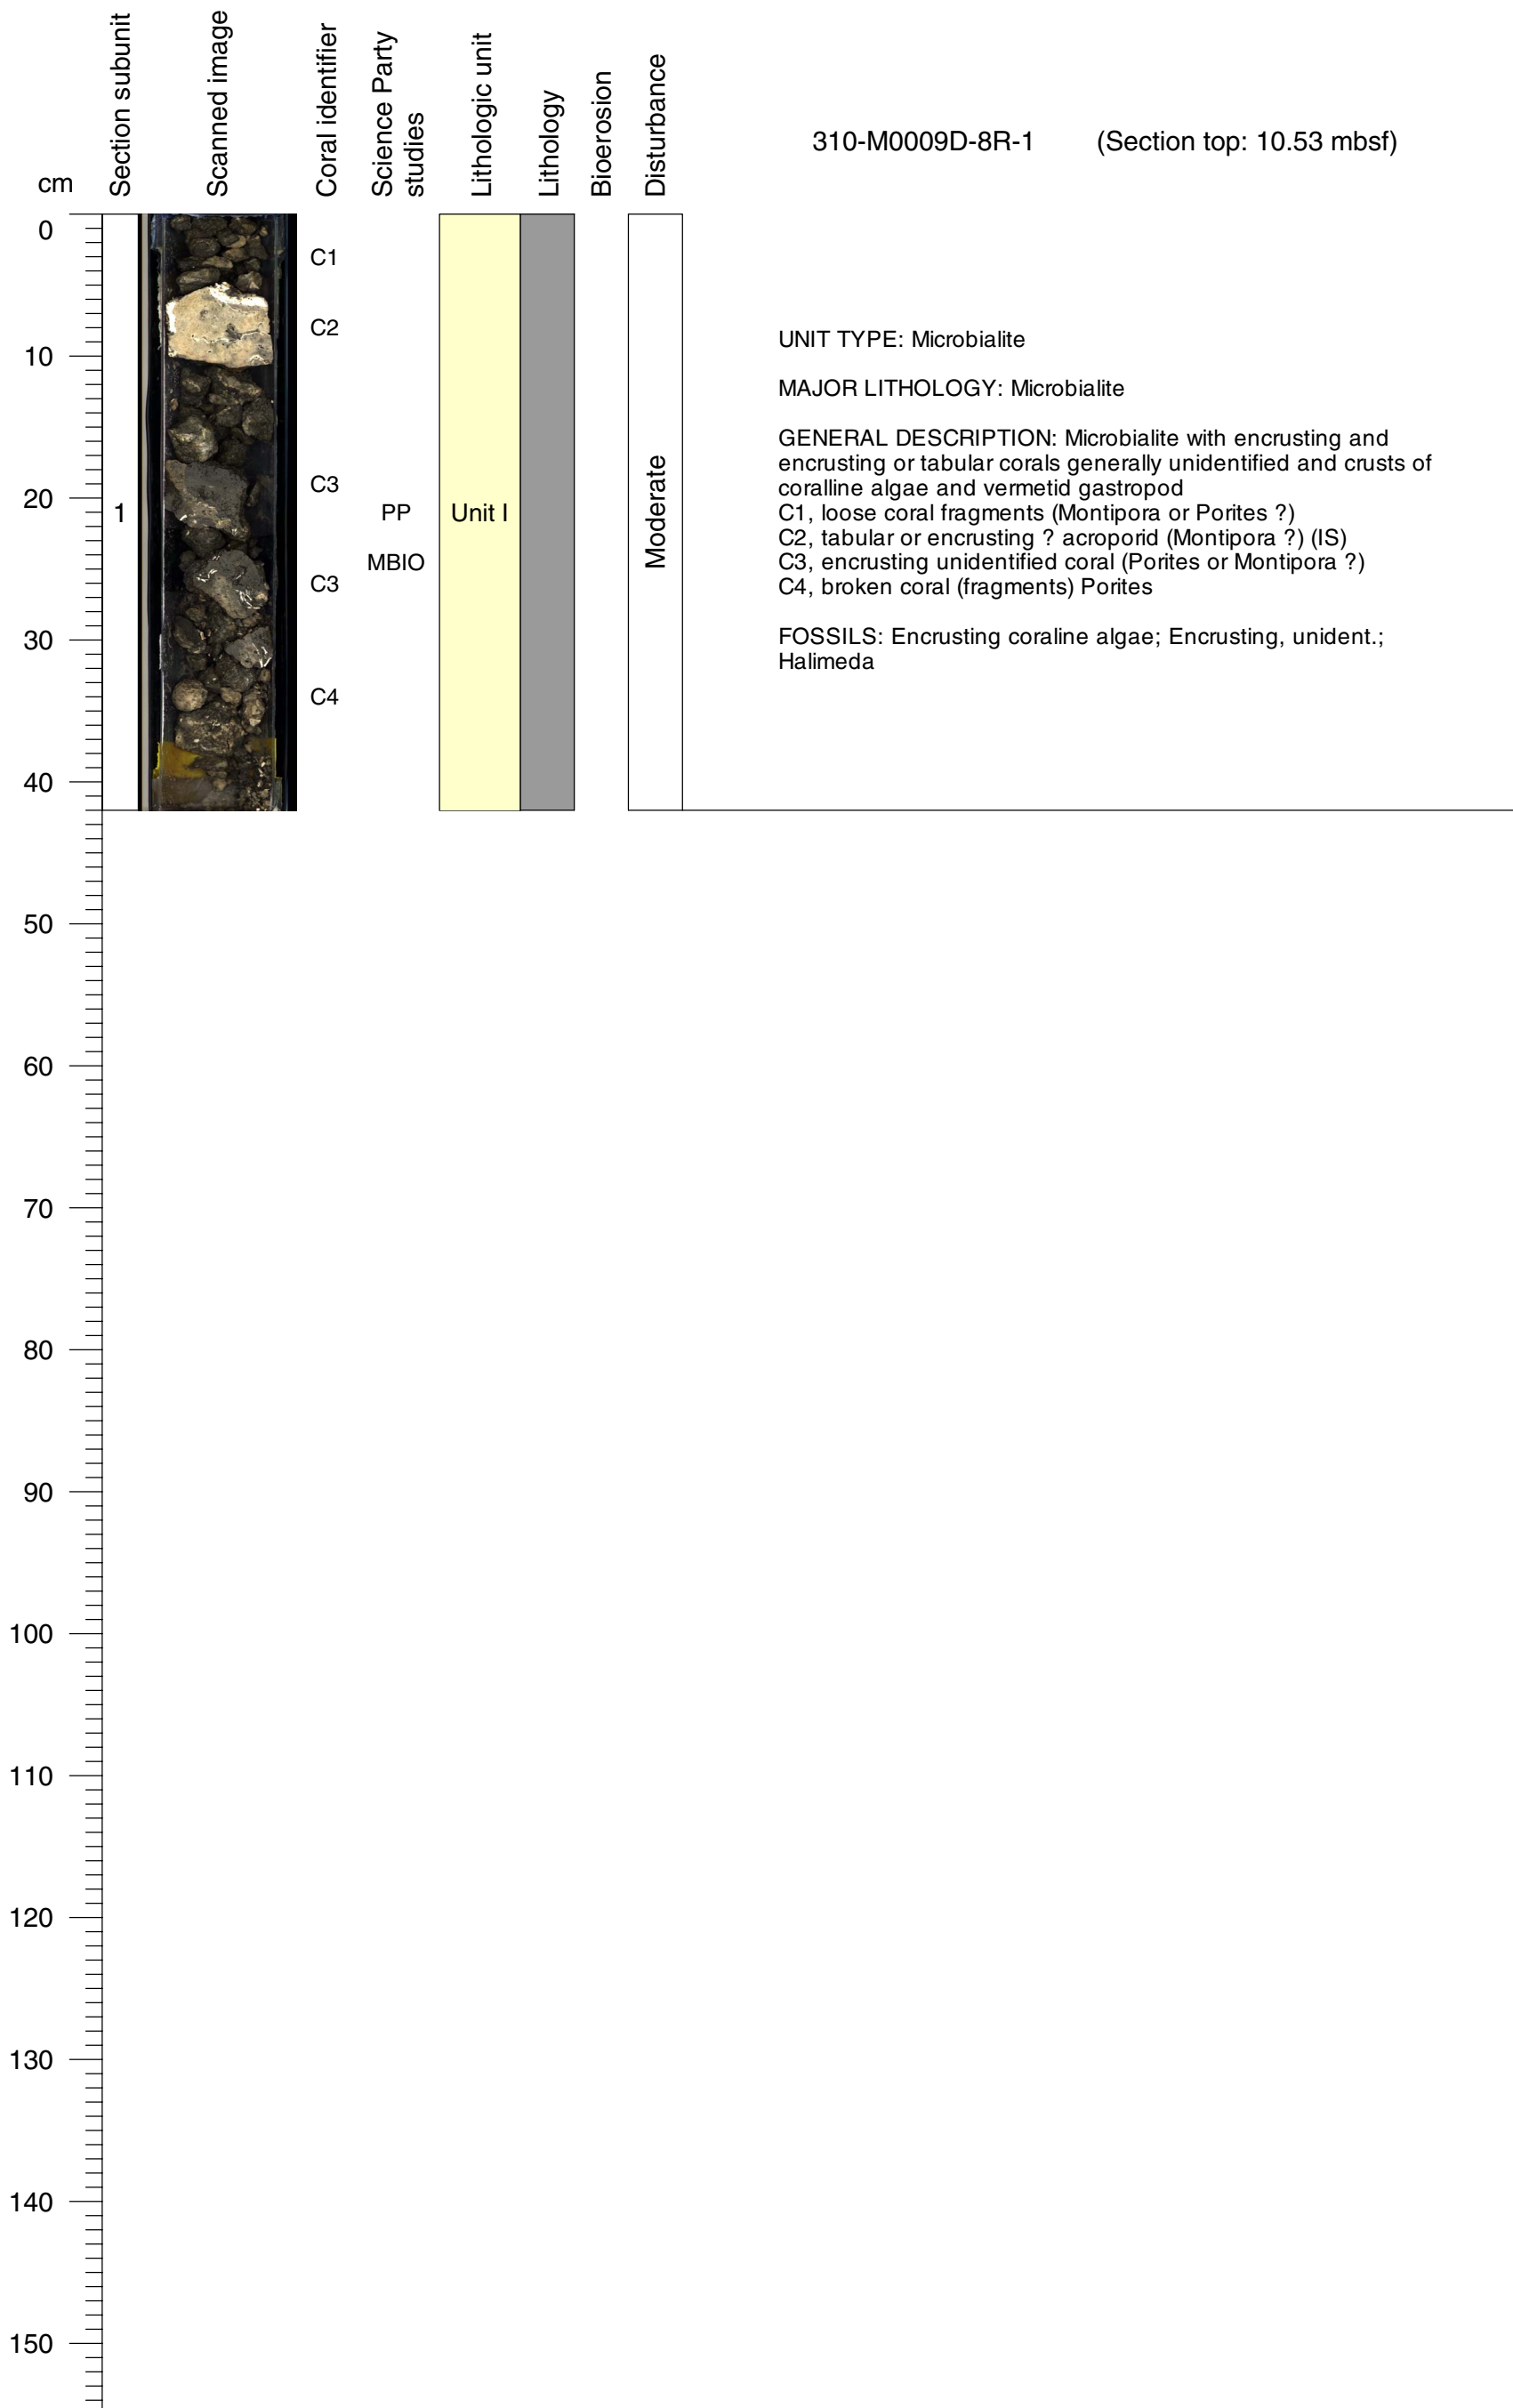 cm
Section subunit
Scanned image
Coral identifier
Science Party
studies
Lithologic unit
Lithology
Bioerosion
Disturbance
310-M0009D-8R-1 (Section top: 10.53 mbsf)
0
10
20
30
40
50
60
70
80
90
100
110
120
130
140
150
1
C1
C2
C3
C3
C4
PP
MBIO
Unit I
Moderate
UNIT TYPE: Microbialite
MAJOR LITHOLOGY: Microbialite
GENERAL DESCRIPTION: Microbialite with encrusting and
encrusting or tabular corals generally unidentified and crusts of
coralline algae and vermetid gastropod
C1, loose coral fragments (Montipora or Porites ?)
C2, tabular or encrusting ? acroporid (Montipora ?) (IS)
C3, encrusting unidentified coral (Porites or Montipora ?)
C4, broken coral (fragments) Porites
FOSSILS: Encrusting coraline algae; Encrusting, unident.;
Halimeda